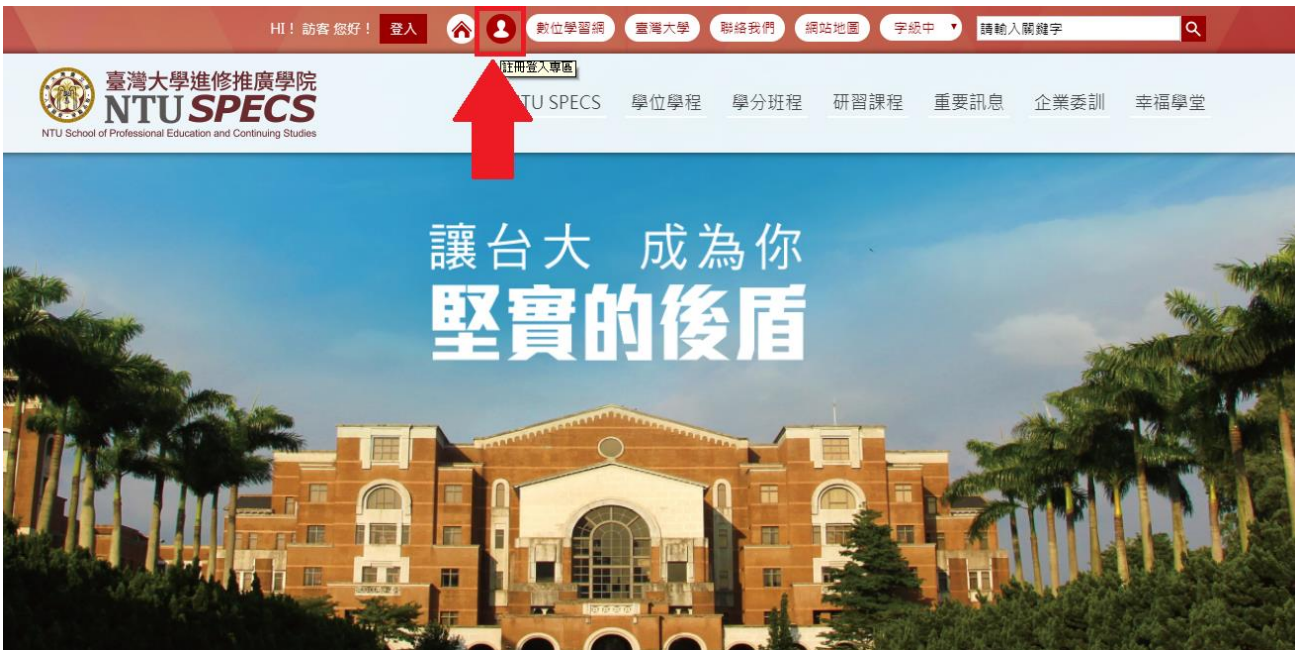 HI！訪客 您好！ 登入 數位學習網 臺灣大學 聯絡我們 網站地圖 字級中 請輸入關鍵字
註冊登入專區
臺灣大學進修推廣學院
NTU SPECS
NTU School of Professional Education and Continuing Studies
NTU SPECS 學位學程 學分班程 研習課程 重要訊息 企業委訓 幸福學堂
讓台大 成為你
堅實的後盾